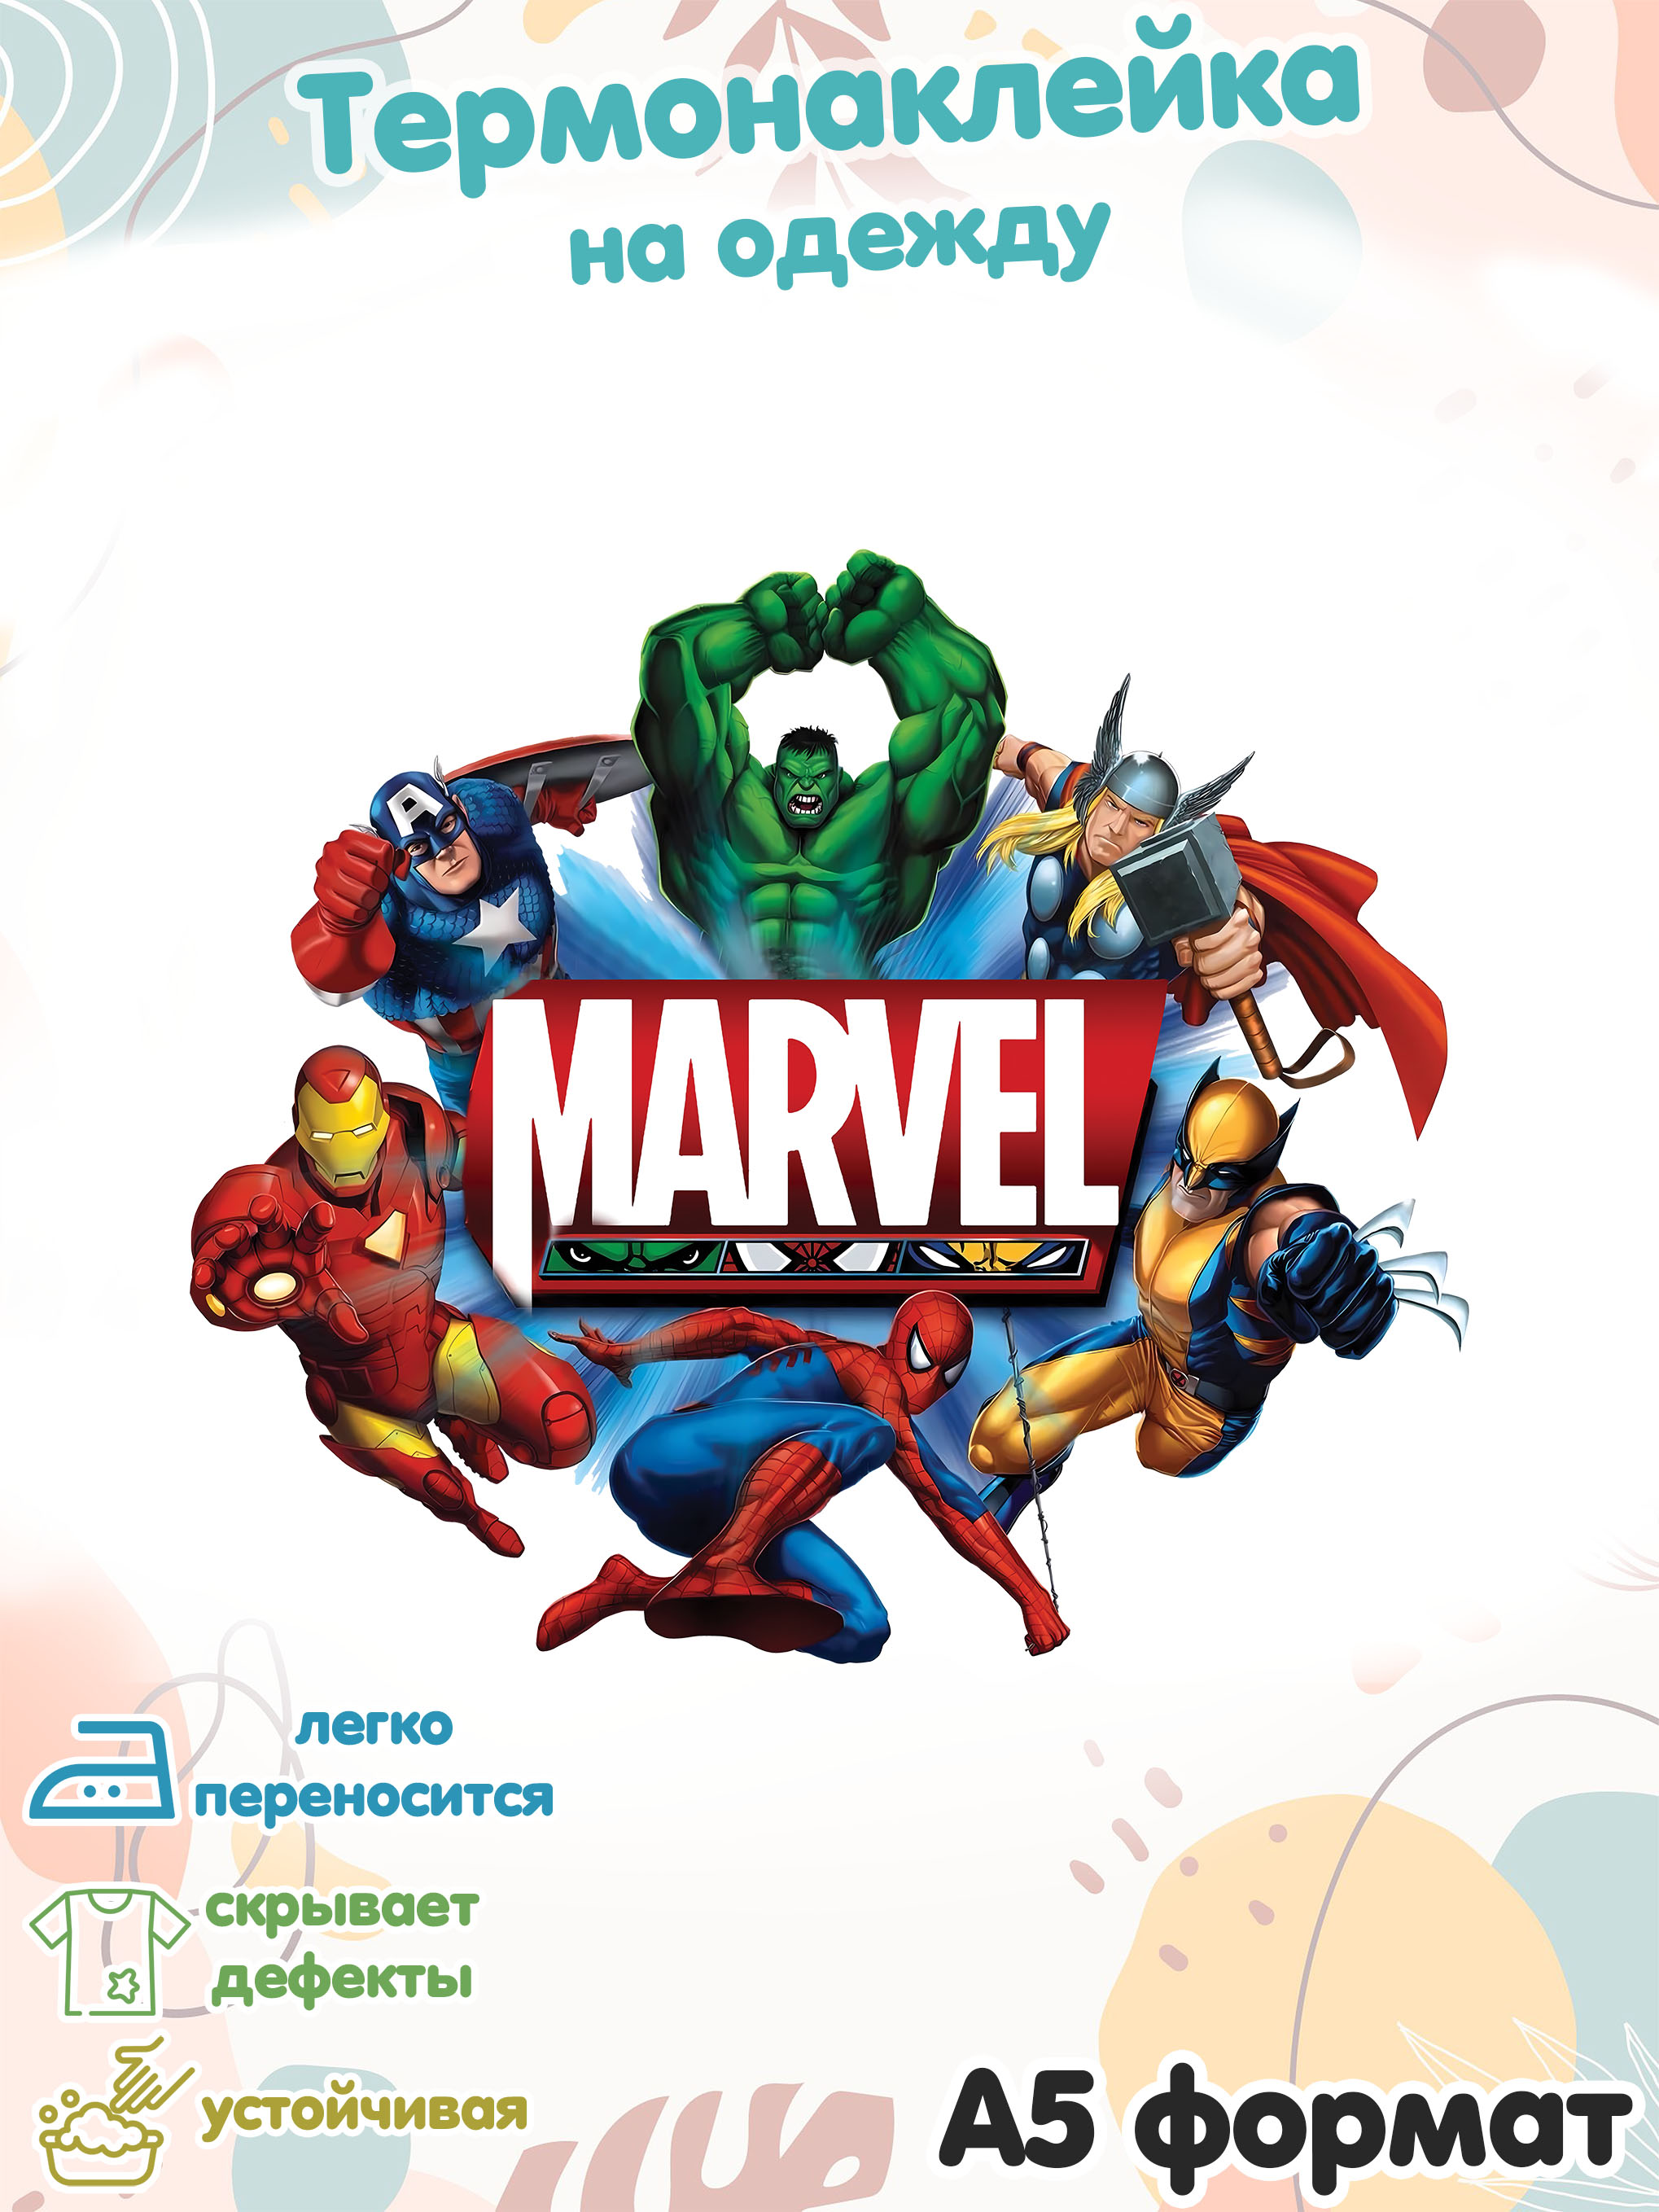 Термонаклейка
на одежду
A
MARVEL
легко
переносится
скрывает
дефекты
устойчивая
А5 формат